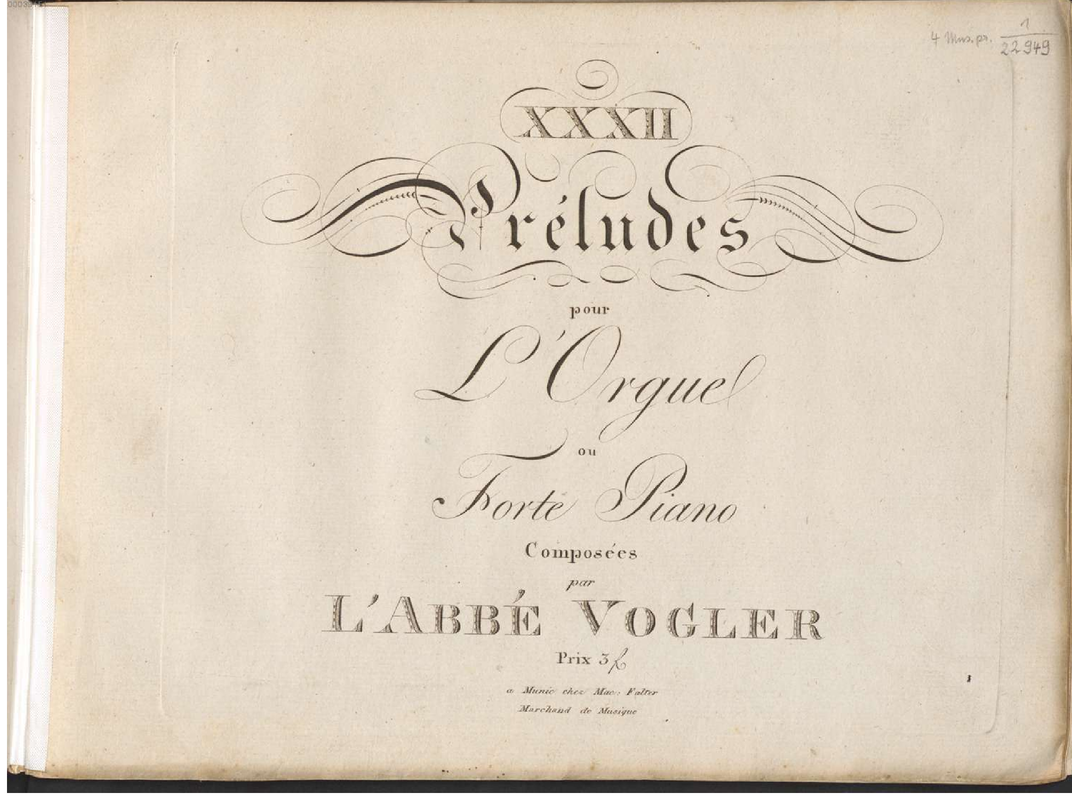 4 Mus.pr. 1
22949
XXXII
Préludes
pour
L'Orgue
ou
Forte Piano
Composées
par
L'ABBÉ VOGLER
Prix 3
a Munic chez Mac. Falter
Marchand de Musique